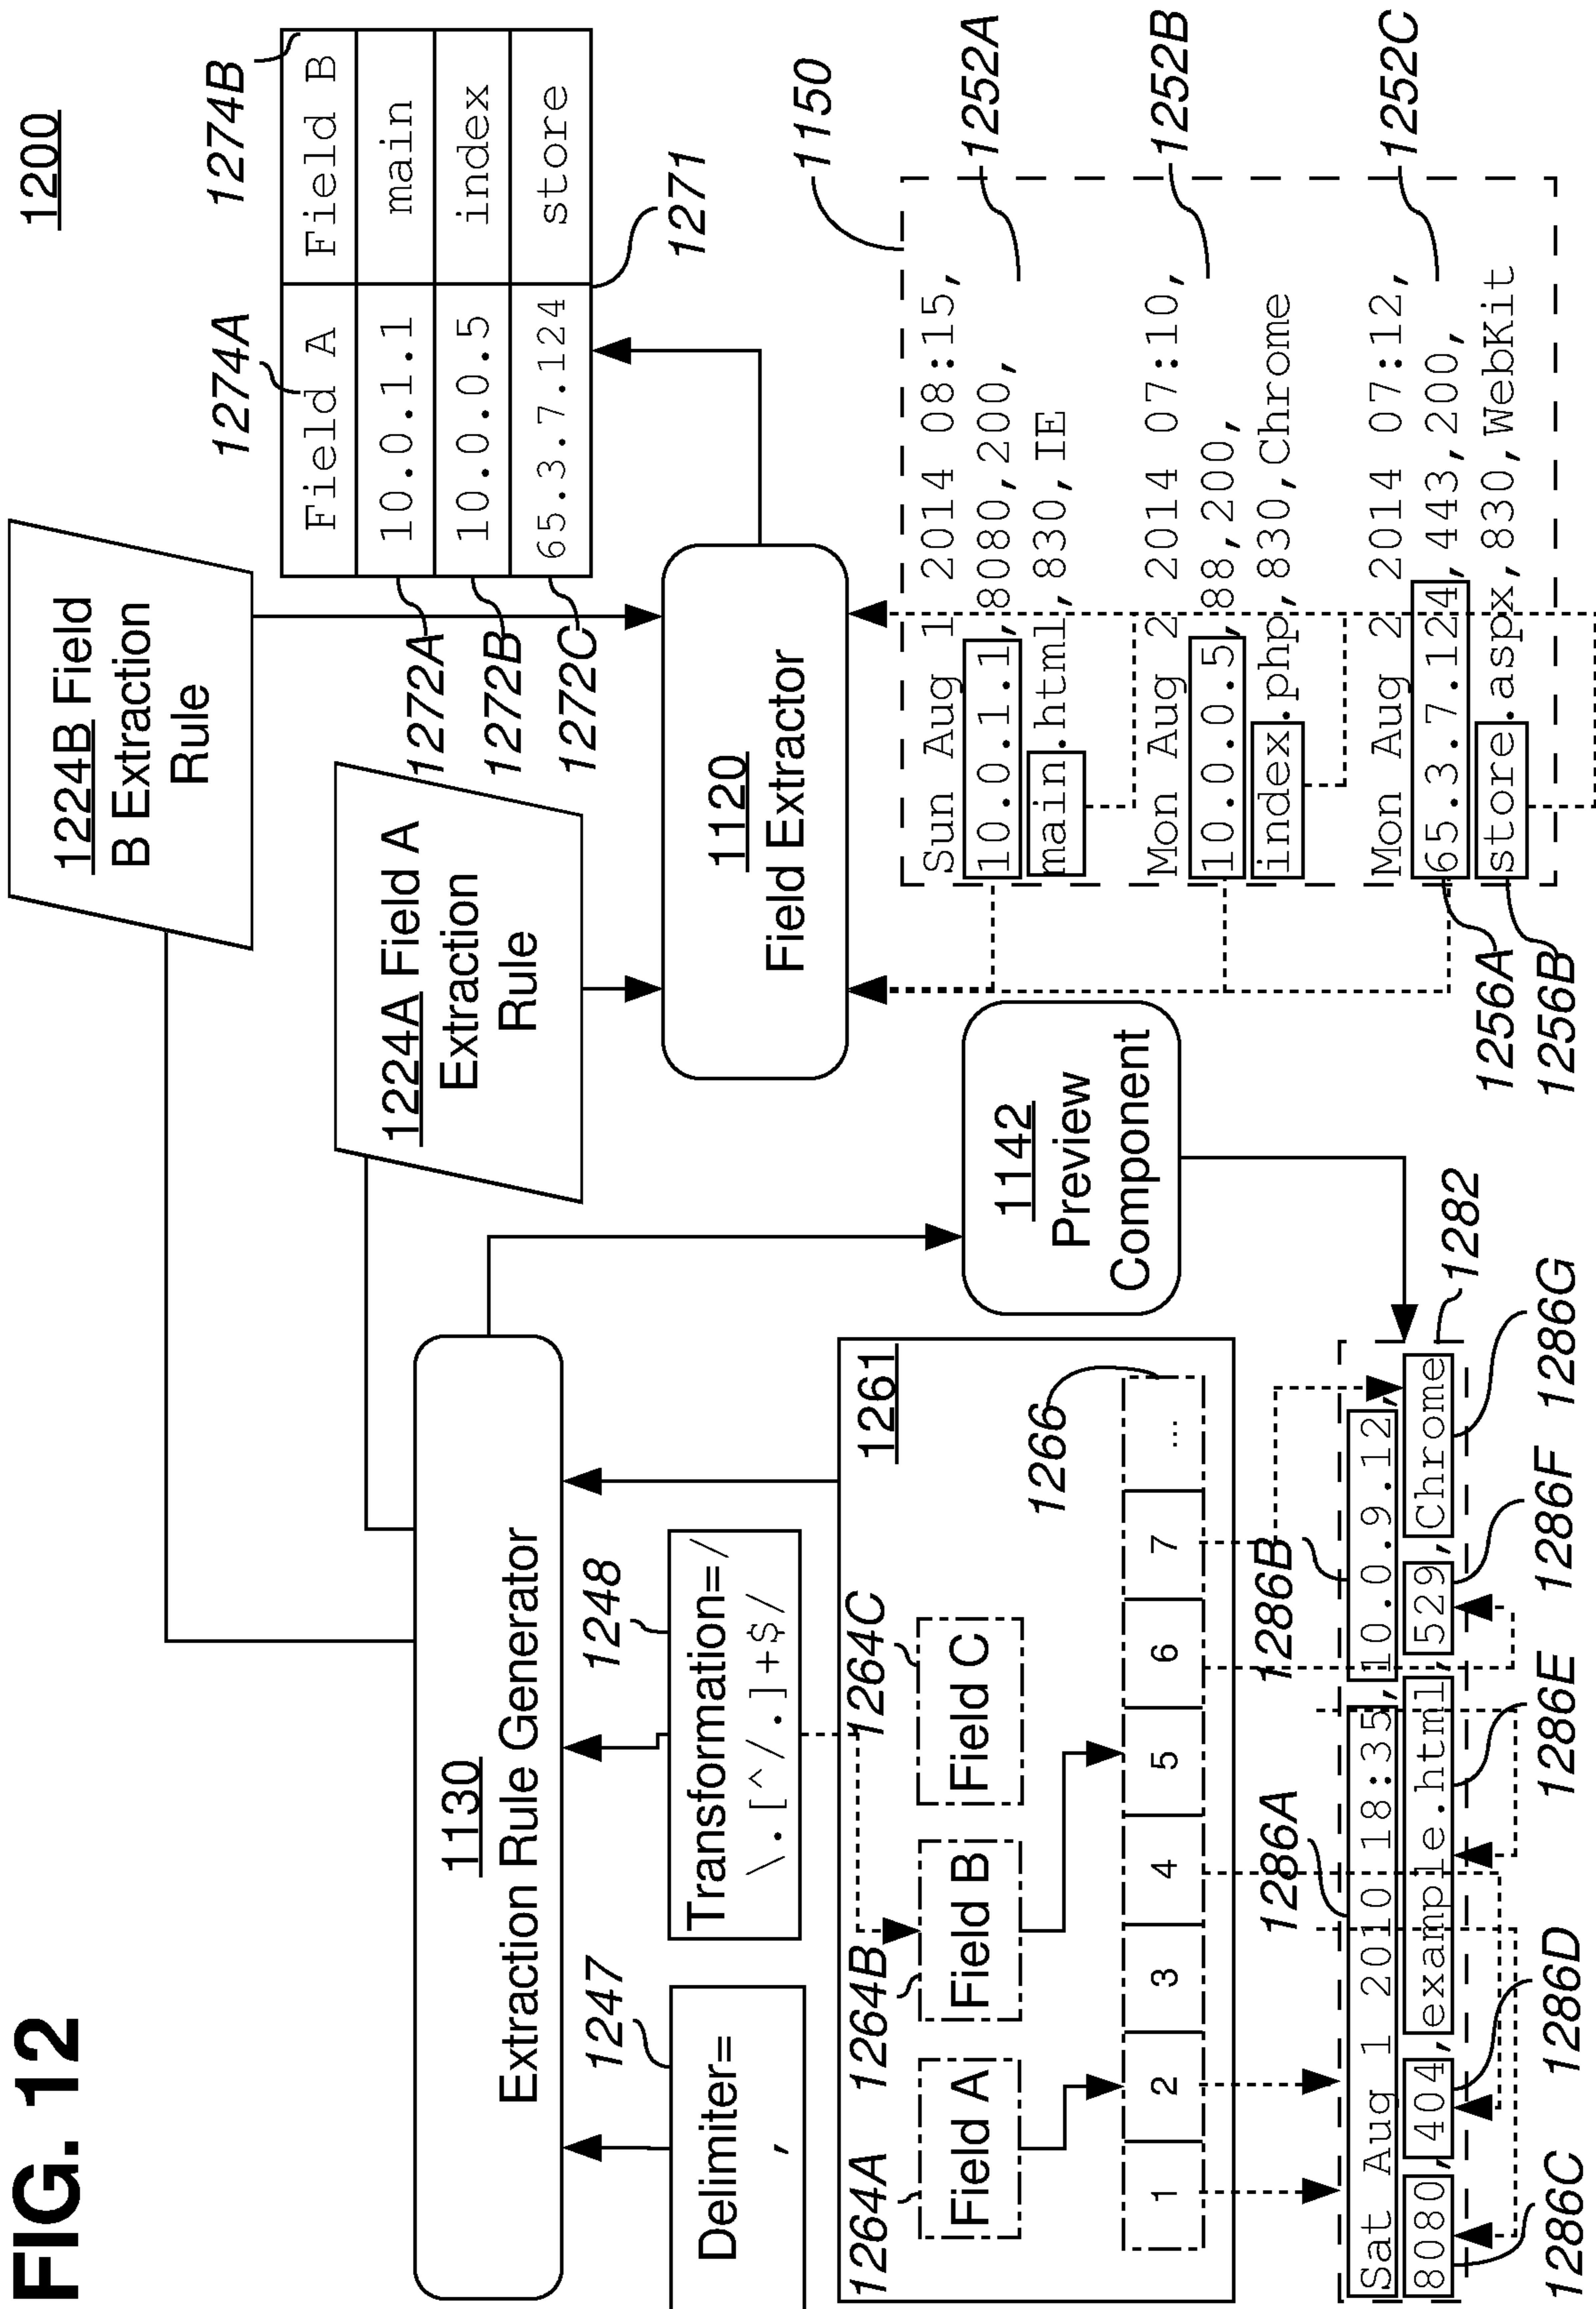 FIG. 12
1200
1130
Extraction Rule Generator
1224B Field
B Extraction
Rule
1224A Field A
Extraction
Rule
1274A
1274B
Field A
Field B
10.0.1.1
main
10.0.0.5
index
65.3.7.124
store
1272A
1272B
1272C
1271
1247
Delimiter=
,
1248
Transformation=/
\.[^/.]+$/
1120
Field Extractor
1142
Preview
Component
1261
1264A
Field A
1264B
Field B
1264C
Field C
1266
1
2
3
4
5
6
7
...
1150
Sun Aug 1 2014 08:15,
10.0.1.1,8080,200,
main.html,830,IE
1252A
Mon Aug 2 2014 07:10,
10.0.0.5,88,200,
index.php,830,Chrome
1252B
Mon Aug 2 2014 07:12,
65.3.7.124,443,200,
store.aspx,830,WebKit
1252C
1256A
1256B
1286A
1286B
1282
Sat Aug 1 2010 18:35,10.0.9.12,
8080,404,example.html,529,Chrome
1286C
1286D
1286E
1286F
1286G